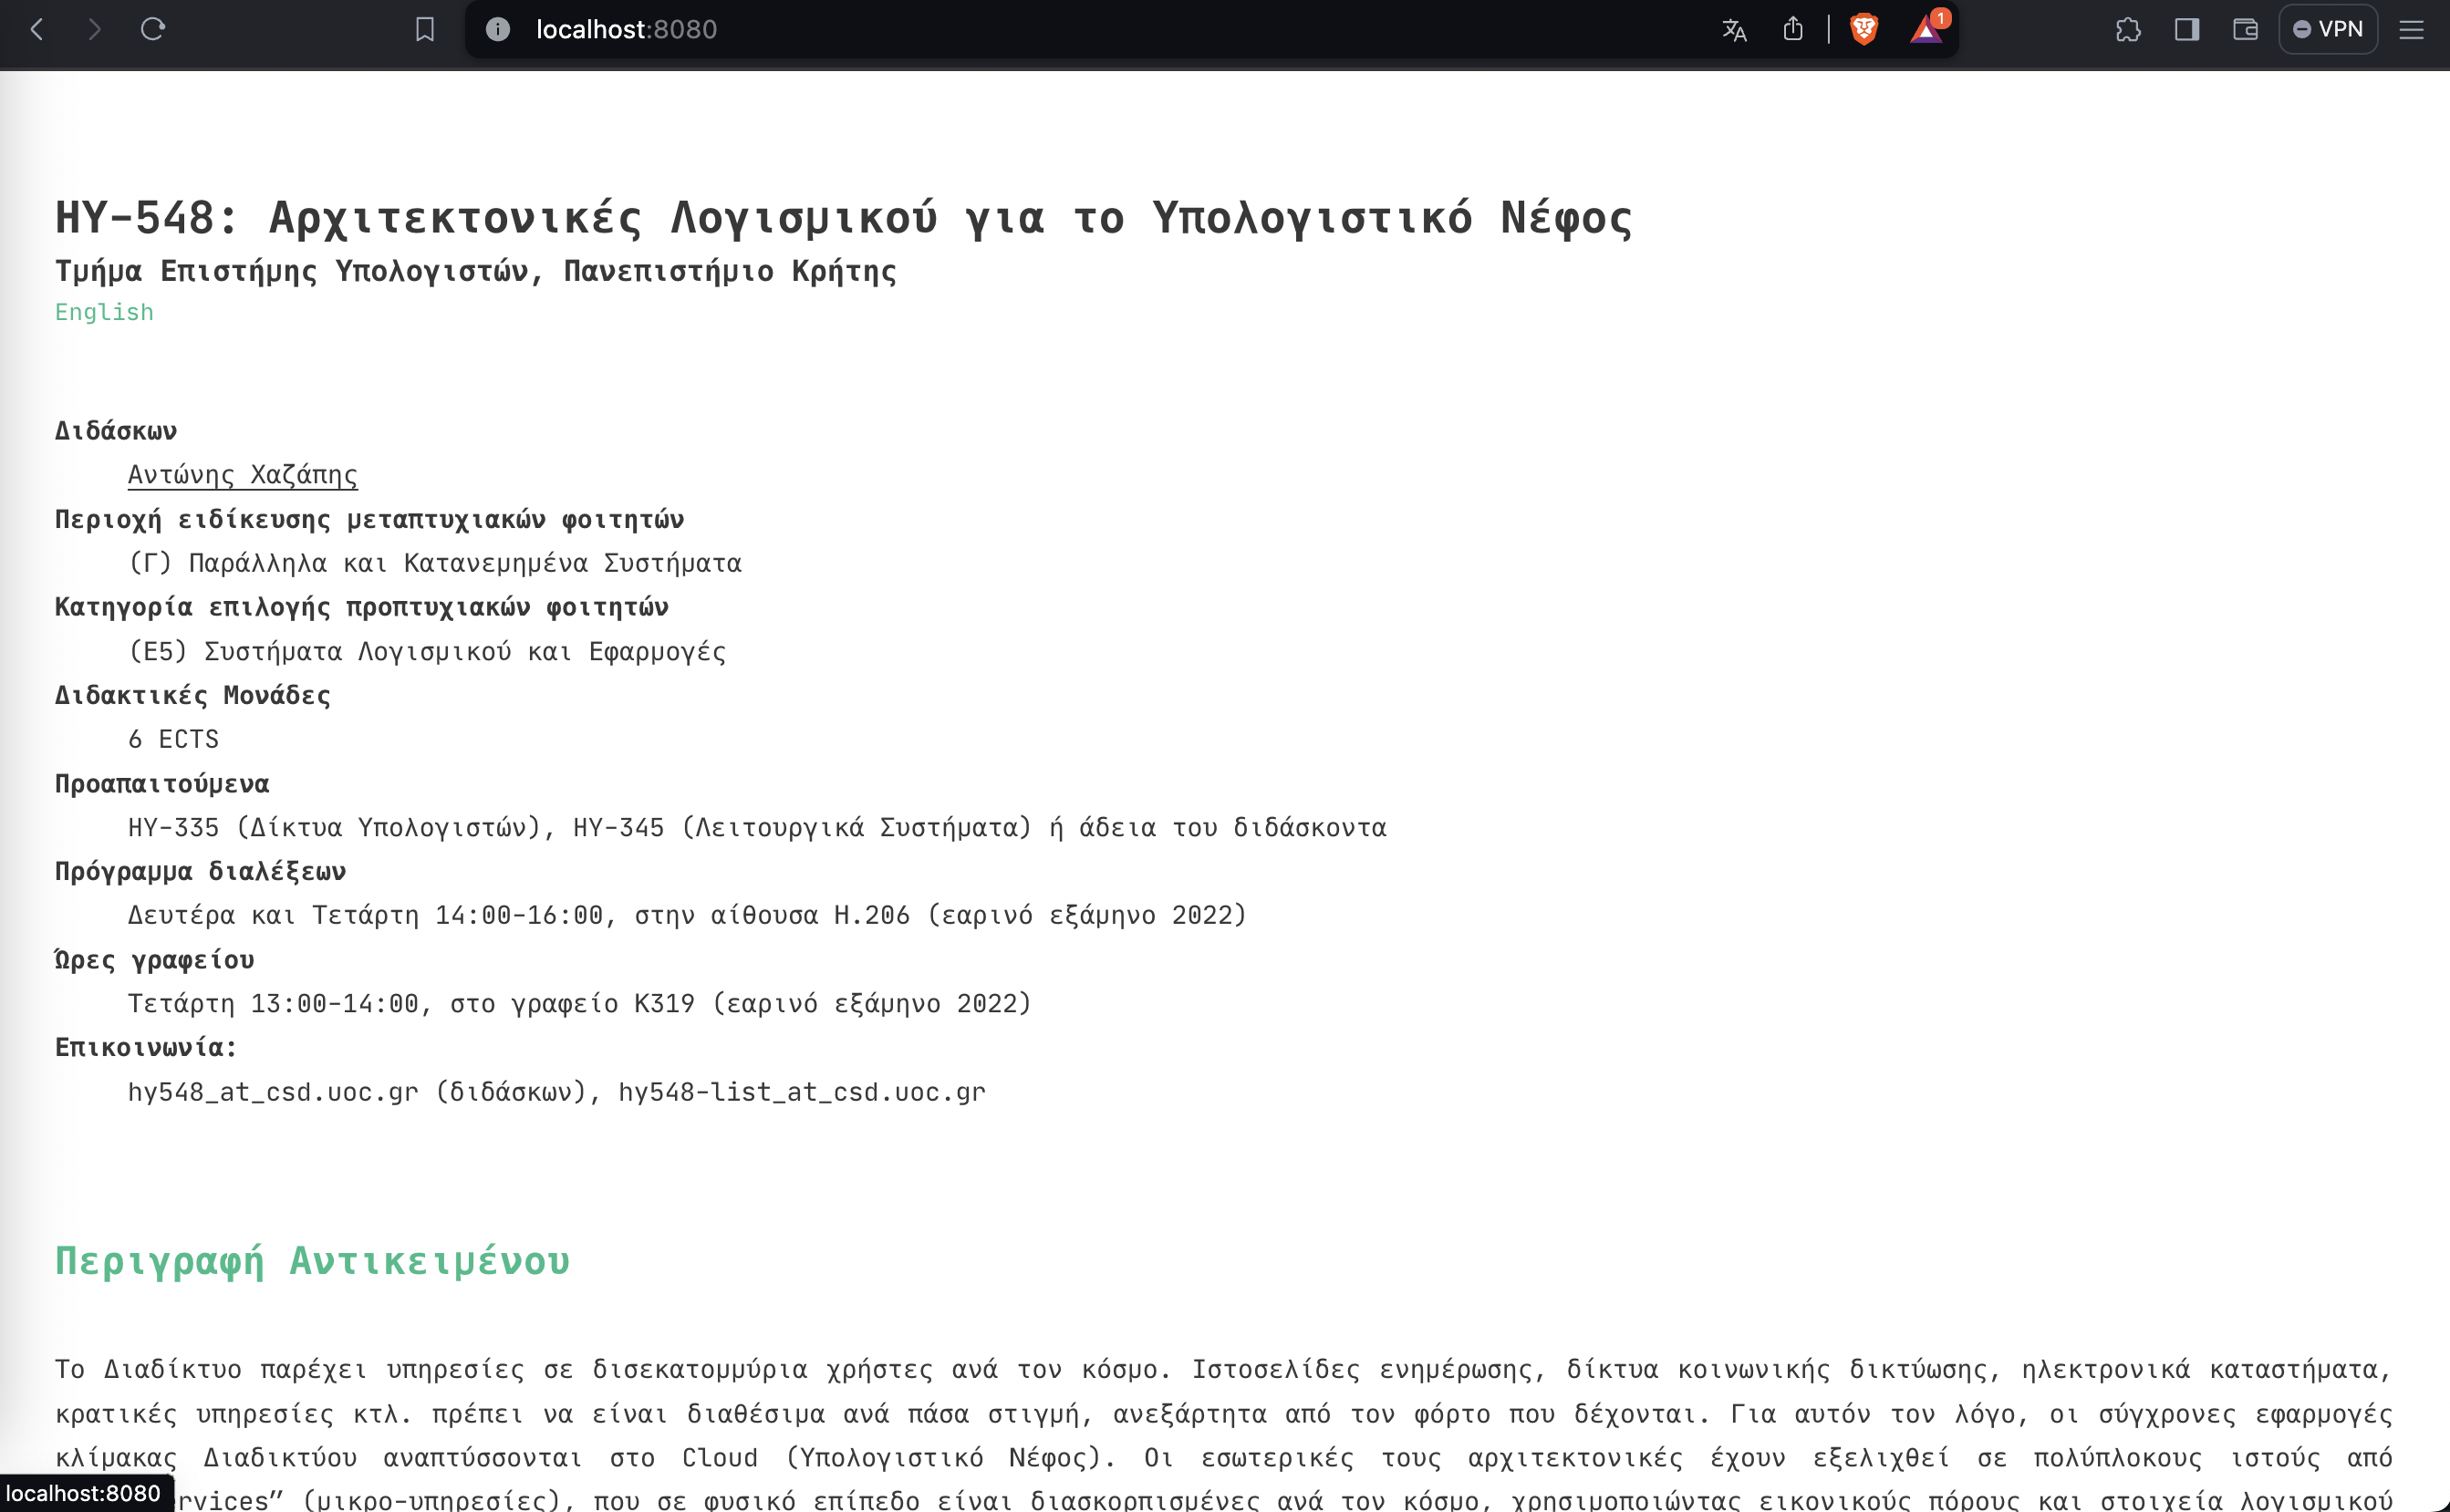 localhost:8080
1
VPN
ΗΥ-548: Αρχιτεκτονικές Λογισμικού για το Υπολογιστικό Νέφος
Τμήμα Επιστήμης Υπολογιστών, Πανεπιστήμιο Κρήτης
English
Διδάσκων
Αντώνης Χαζάπης
Περιοχή ειδίκευσης μεταπτυχιακών φοιτητών
(Γ) Παράλληλα και Κατανεμημένα Συστήματα
Κατηγορία επιλογής προπτυχιακών φοιτητών
(Ε5) Συστήματα Λογισμικού και Εφαρμογές
Διδακτικές Μονάδες
6 ECTS
Προαπαιτούμενα
ΗΥ-335 (Δίκτυα Υπολογιστών), ΗΥ-345 (Λειτουργικά Συστήματα) ή άδεια του διδάσκοντα
Πρόγραμμα διαλέξεων
Δευτέρα και Τετάρτη 14:00-16:00, στην αίθουσα Η.206 (εαρινό εξάμηνο 2022)
Ώρες γραφείου
Τετάρτη 13:00-14:00, στο γραφείο Κ319 (εαρινό εξάμηνο 2022)
Επικοινωνία:
hy548_at_csd.uoc.gr (διδάσκων), hy548-list_at_csd.uoc.gr
Περιγραφή Αντικειμένου
Το Διαδίκτυο παρέχει υπηρεσίες σε δισεκατομμύρια χρήστες ανά τον κόσμο. Ιστοσελίδες ενημέρωσης, δίκτυα κοινωνικής δικτύωσης, ηλεκτρονικά καταστήματα,
κρατικές υπηρεσίες κτλ. πρέπει να είναι διαθέσιμα ανά πάσα στιγμή, ανεξάρτητα από τον φόρτο που δέχονται. Για αυτόν τον λόγο, οι σύγχρονες εφαρμογές
κλίμακας Διαδικτύου αναπτύσσονται στο Cloud (Υπολογιστικό Νέφος). Οι εσωτερικές τους αρχιτεκτονικές έχουν εξελιχθεί σε πολύπλοκους ιστούς από
ervices” (μικρο-υπηρεσίες), που σε φυσικό επίπεδο είναι διασκορπισμένες ανά τον κόσμο, χρησιμοποιώντας εικονικούς πόρους και στοιχεία λογισμικού
localhost:8080